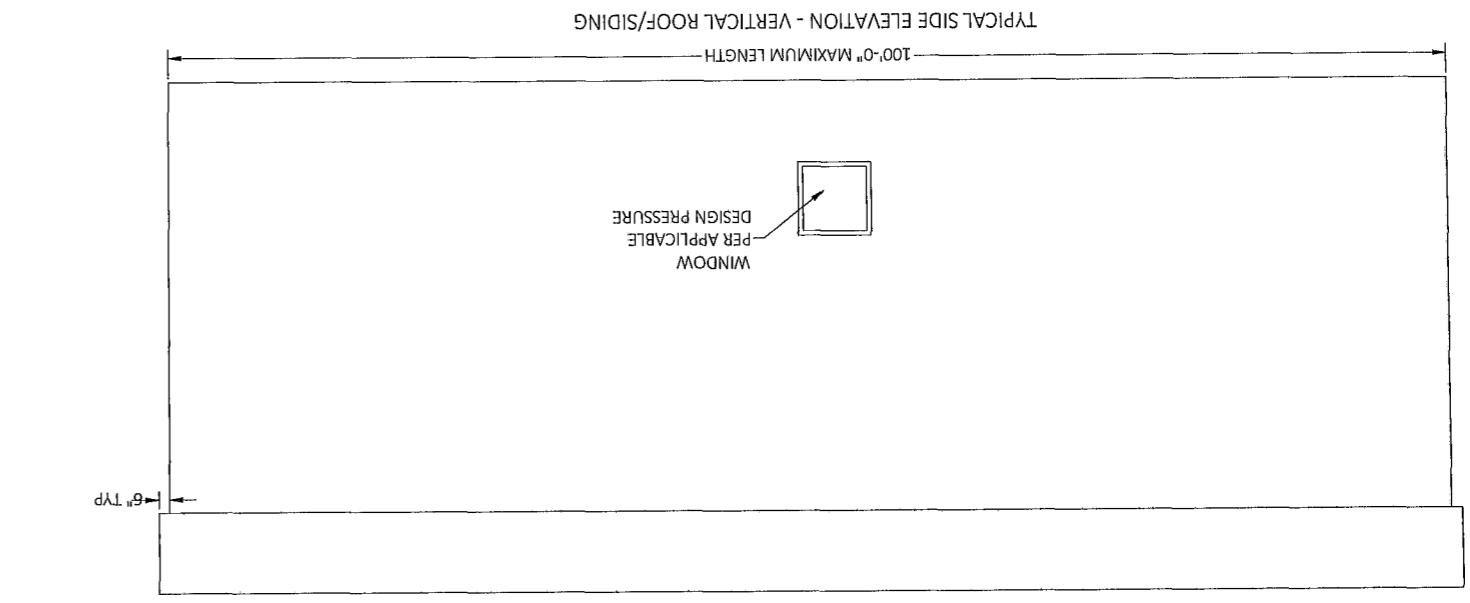 6" TYP
WINDOW
PER APPLICABLE
DESIGN PRESSURE
100'-0" MAXIMUM LENGTH
TYPICAL SIDE ELEVATION - VERTICAL ROOF/SIDING